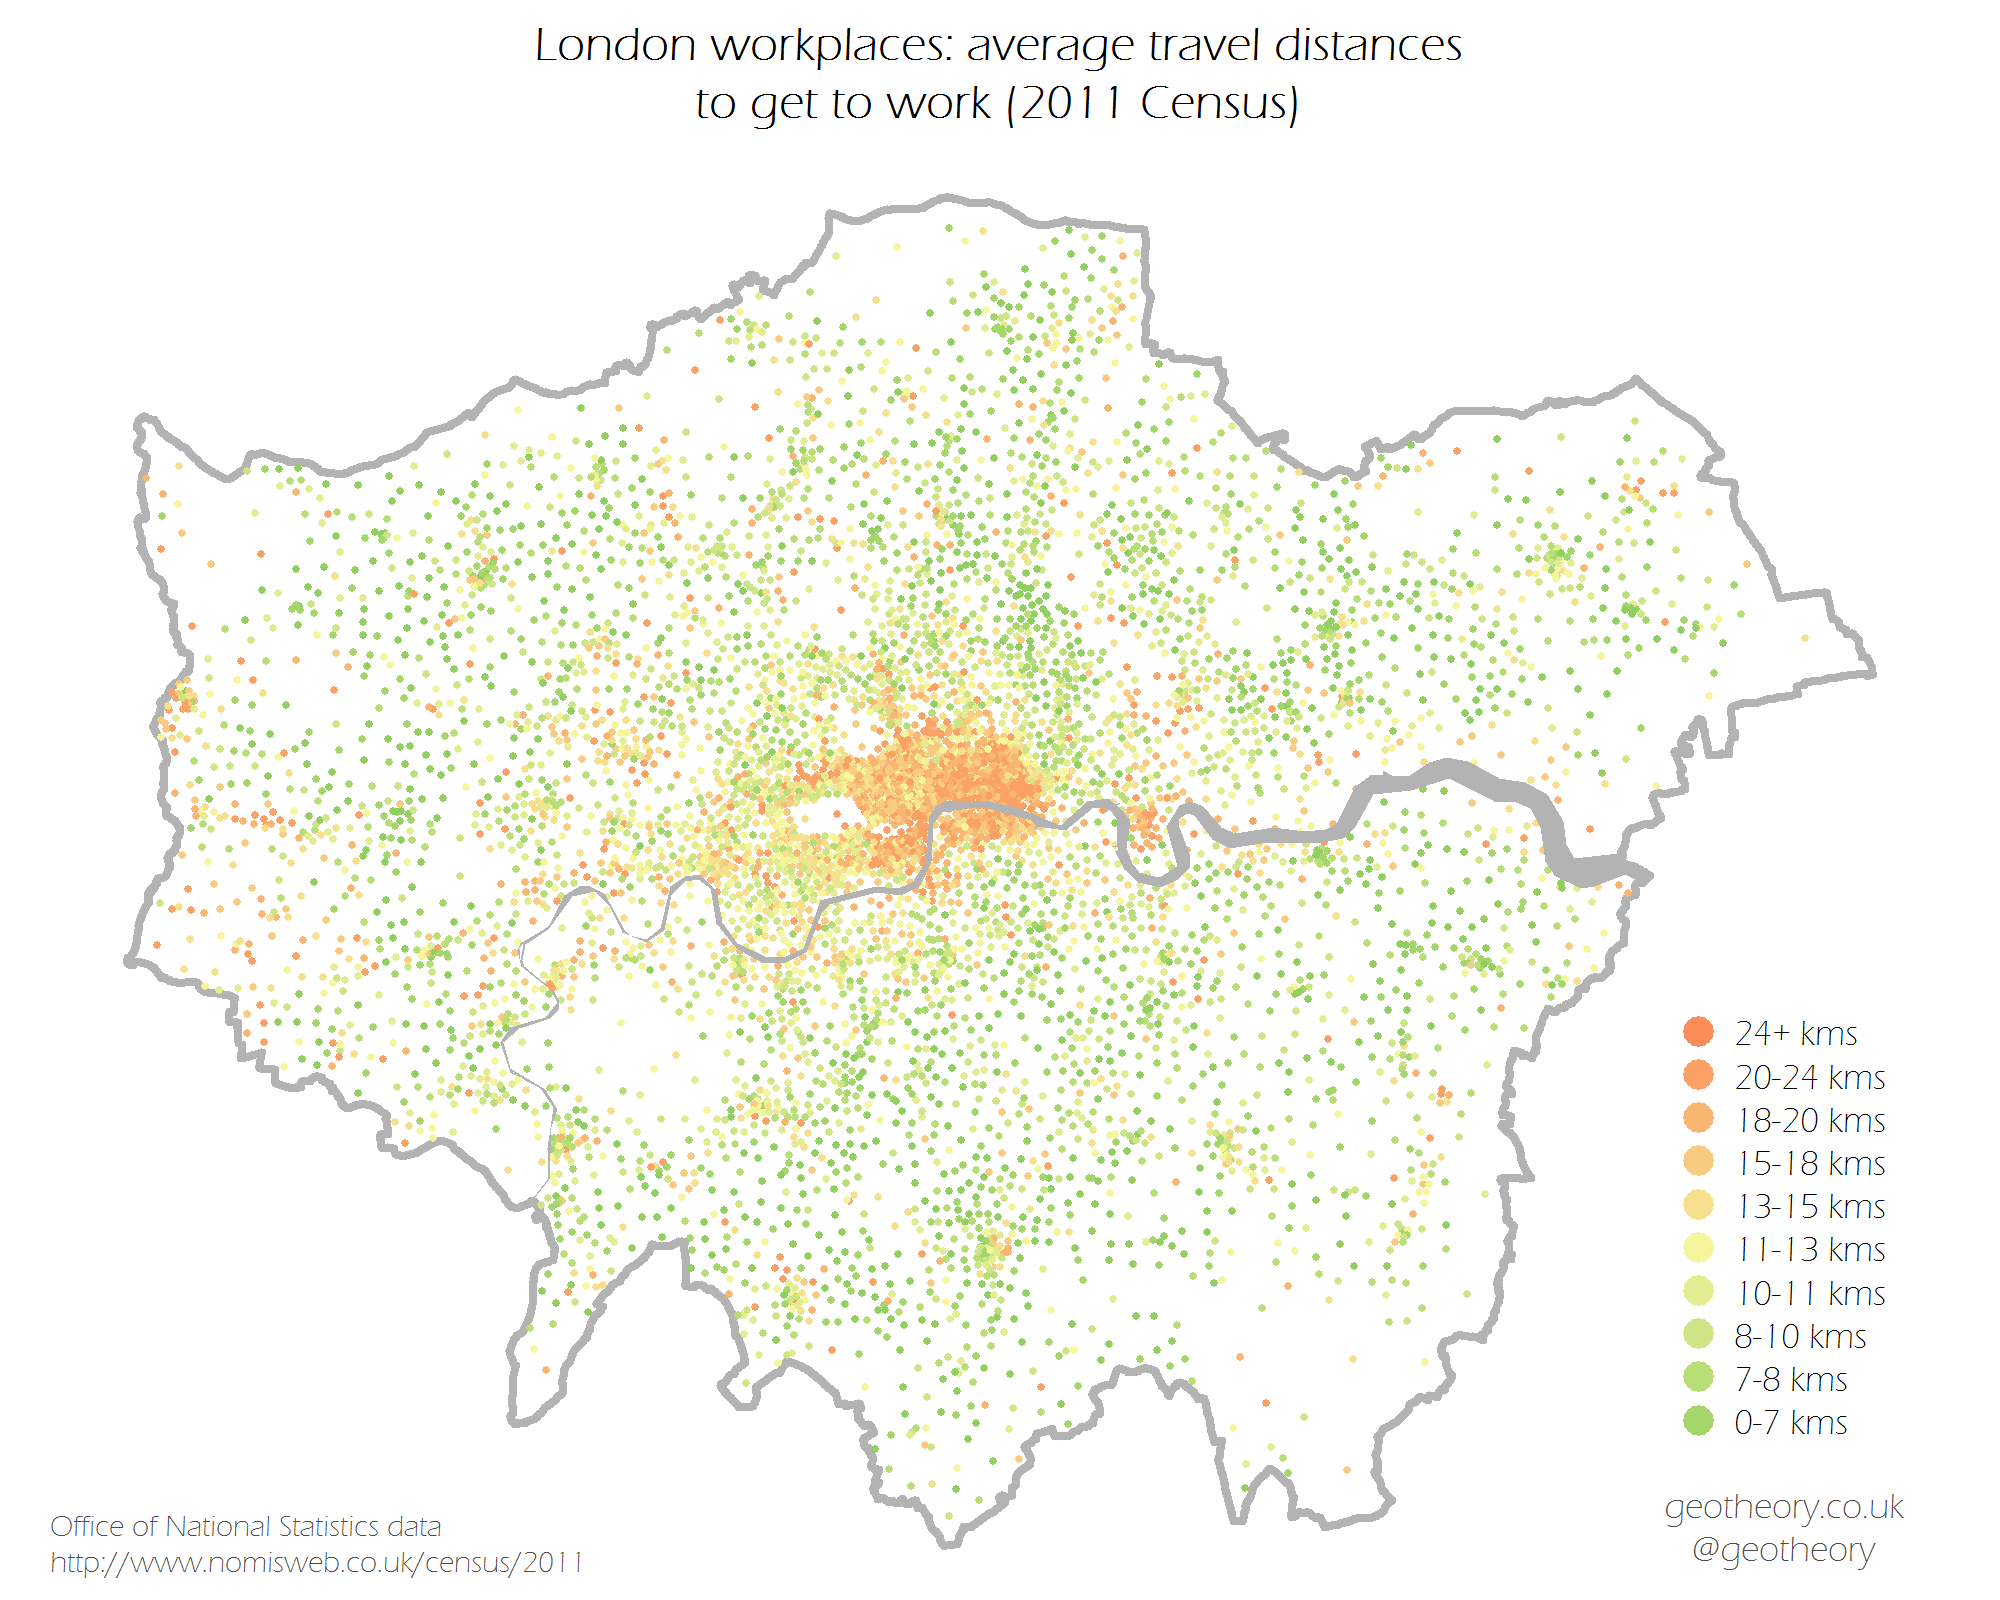 London workplaces: average travel distances
to get to work (2011 Census)
24+ kms
20-24 kms
18-20 kms
15-18 kms
13-15 kms
11-13 kms
10-11 kms
8-10 kms
7-8 kms
0-7 kms
Office of National Statistics data
http://www.nomisweb.co.uk/census/2011
geotheory.co.uk
@geotheory